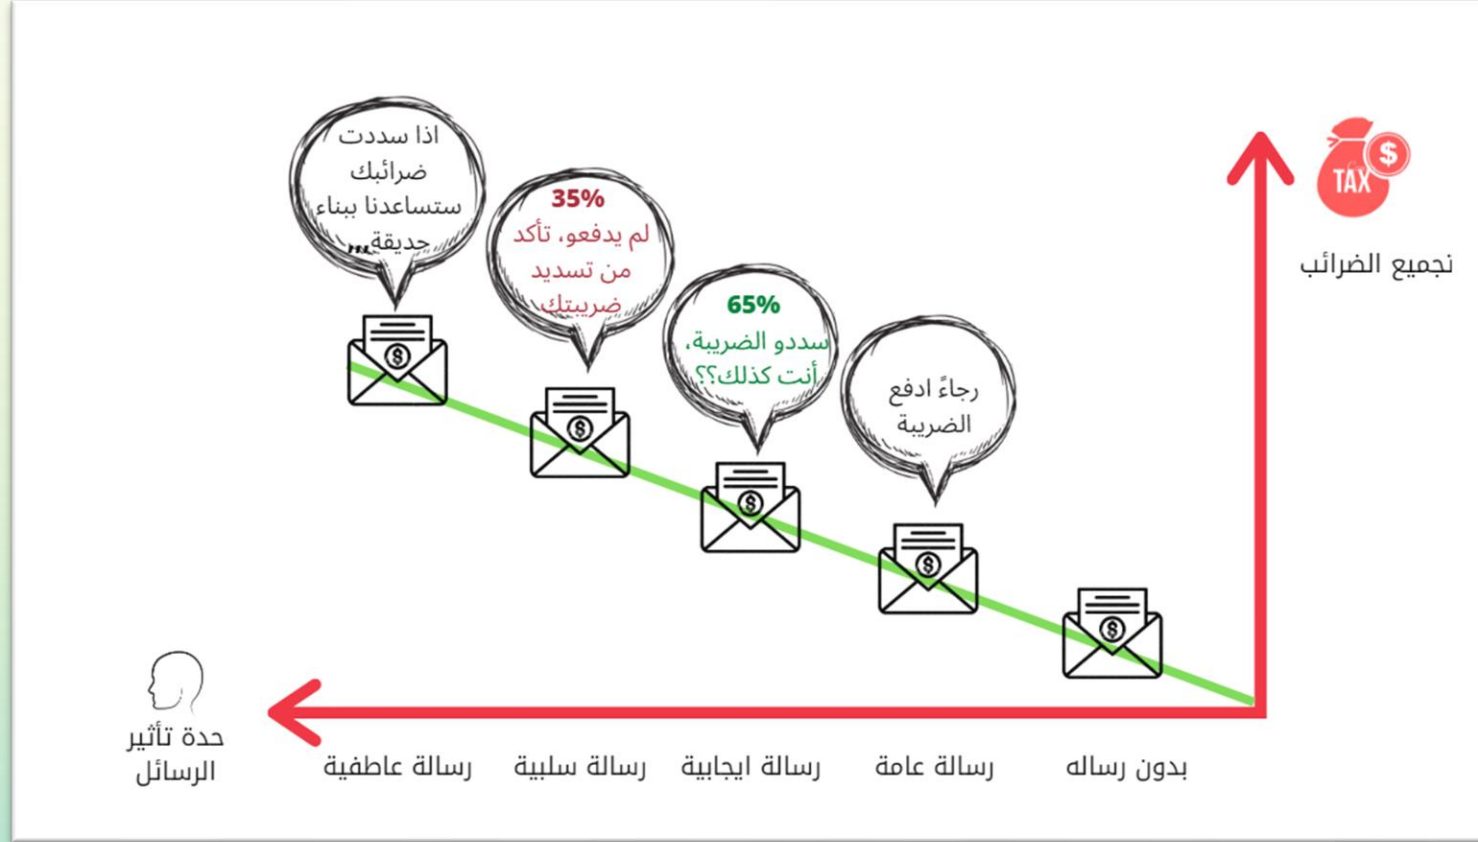 اذا سددت
ضرائبك
ستساعدنا ببناء
حديقة...
35%
لم يدفعو، تأكد
من تسديد
ضريبتك
65%
سددو الضريبة،
أنت كذلك؟؟
رجاءً ادفع
الضريبة
$
TAX
تجميع الضرائب
حدة تأثير
الرسائل
بدون رساله
رسالة عامة
رسالة ايجابية
رسالة سلبية
رسالة عاطفية